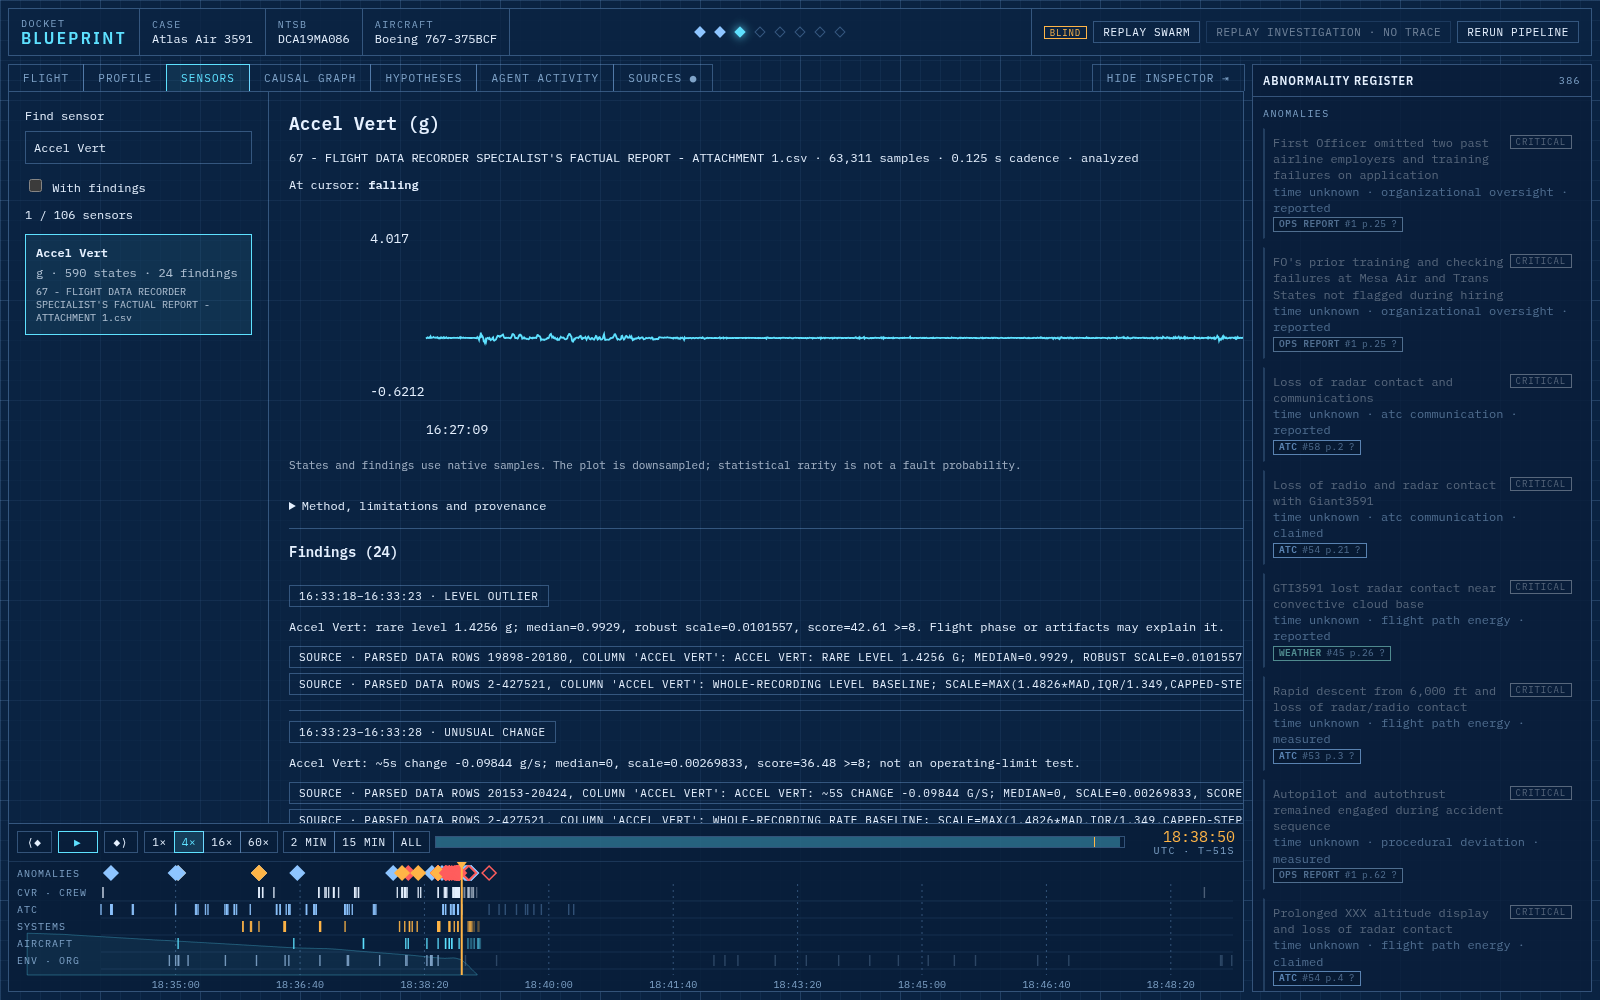 DOCKET
BLUEPRINT
CASE
Atlas Air 3591
NTSB
DCA19MA086
AIRCRAFT
Boeing 767-375BCF
BLIND
REPLAY SWARM
REPLAY INVESTIGATION · NO TRACE
RERUN PIPELINE
FLIGHT
PROFILE
SENSORS
CAUSAL GRAPH
HYPOTHESES
AGENT ACTIVITY
SOURCES ●
HIDE INSPECTOR ⇥
Find sensor
Accel Vert
With findings
1 / 106 sensors
Accel Vert
g · 590 states · 24 findings
67 - FLIGHT DATA RECORDER
SPECIALIST'S FACTUAL REPORT -
ATTACHMENT 1.csv
Accel Vert (g)
67 - FLIGHT DATA RECORDER SPECIALIST'S FACTUAL REPORT - ATTACHMENT 1.csv · 63,311 samples · 0.125 s cadence · analyzed
At cursor: falling
4.017
-0.6212
16:27:09
States and findings use native samples. The plot is downsampled; statistical rarity is not a fault probability.
▶ Method, limitations and provenance
Findings (24)
16:33:18–16:33:23 · LEVEL OUTLIER
Accel Vert: rare level 1.4256 g; median=0.9929, robust scale=0.0101557, score=42.61 >=8. Flight phase or artifacts may explain it.
SOURCE · PARSED DATA ROWS 19898-20180, COLUMN 'ACCEL VERT': ACCEL VERT: RARE LEVEL 1.4256 G; MEDIAN=0.9929, ROBUST SCALE=0.0101557
SOURCE · PARSED DATA ROWS 2-427521, COLUMN 'ACCEL VERT': WHOLE-RECORDING LEVEL BASELINE; SCALE=MAX(1.4826*MAD,IQR/1.349,CAPPED-STE
16:33:23–16:33:28 · UNUSUAL CHANGE
Accel Vert: ~5s change -0.09844 g/s; median=0, scale=0.00269833, score=36.48 >=8; not an operating-limit test.
SOURCE · PARSED DATA ROWS 20153-20424, COLUMN 'ACCEL VERT': ACCEL VERT: ~5S CHANGE -0.09844 G/S; MEDIAN=0, SCALE=0.00269833, SCORE
SOURCE · PARSED DATA ROWS 2-427521, COLUMN 'ACCEL VERT': WHOLE-RECORDING RATE BASELINE; SCALE=MAX(1.4826*MAD,IQR/1.349,CAPPED-STEP
ABNORMALITY REGISTER
386
ANOMALIES
First Officer omitted two past
airline employers and training
failures on application
CRITICAL
time unknown · organizational oversight ·
reported
OPS REPORT #1 p.25 ?
FO's prior training and checking
failures at Mesa Air and Trans
States not flagged during hiring
CRITICAL
time unknown · organizational oversight ·
reported
OPS REPORT #1 p.25 ?
Loss of radar contact and
communications
CRITICAL
time unknown · atc communication ·
reported
ATC #58 p.2 ?
Loss of radio and radar contact
with Giant3591
CRITICAL
time unknown · atc communication ·
claimed
ATC #54 p.21 ?
GTI3591 lost radar contact near
convective cloud base
CRITICAL
time unknown · flight path energy ·
reported
WEATHER #45 p.26 ?
Rapid descent from 6,000 ft and
loss of radar/radio contact
CRITICAL
time unknown · flight path energy ·
measured
ATC #53 p.3 ?
Autopilot and autothrust
remained engaged during accident
sequence
CRITICAL
time unknown · procedural deviation ·
measured
OPS REPORT #1 p.62 ?
Prolonged XXX altitude display
and loss of radar contact
CRITICAL
time unknown · flight path energy ·
claimed
ATC #54 p.4 ?
⟨◆
▶
◆⟩
1×
4×
16×
60×
2 MIN
15 MIN
ALL
18:38:50
UTC · T−51S
ANOMALIES
CVR · CREW
ATC
SYSTEMS
AIRCRAFT
ENV · ORG
18:35:00
18:36:40
18:38:20
18:40:00
18:41:40
18:43:20
18:45:00
18:46:40
18:48:20